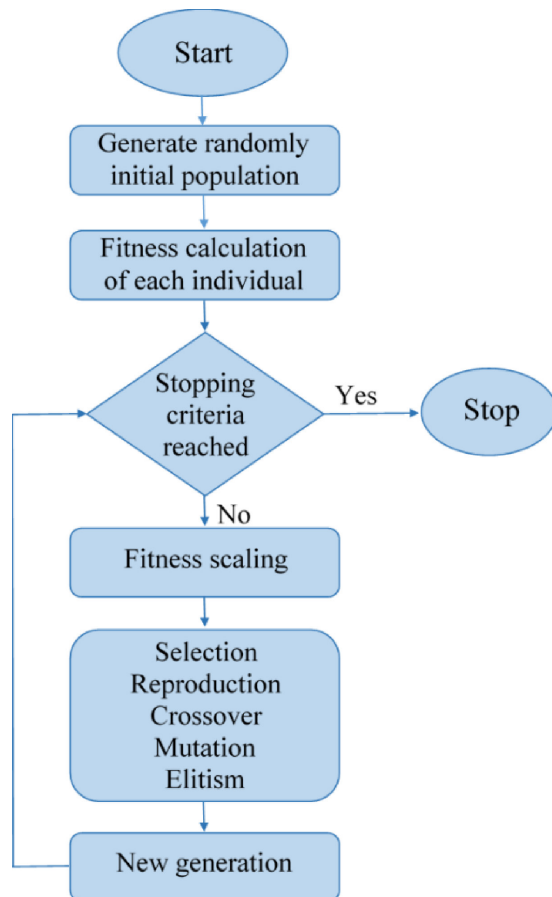 Start
Generate randomly
initial population
Fitness calculation
of each individual
Stopping
criteria
reached
Yes
Stop
No
Fitness scaling
Selection
Reproduction
Crossover
Mutation
Elitism
New generation